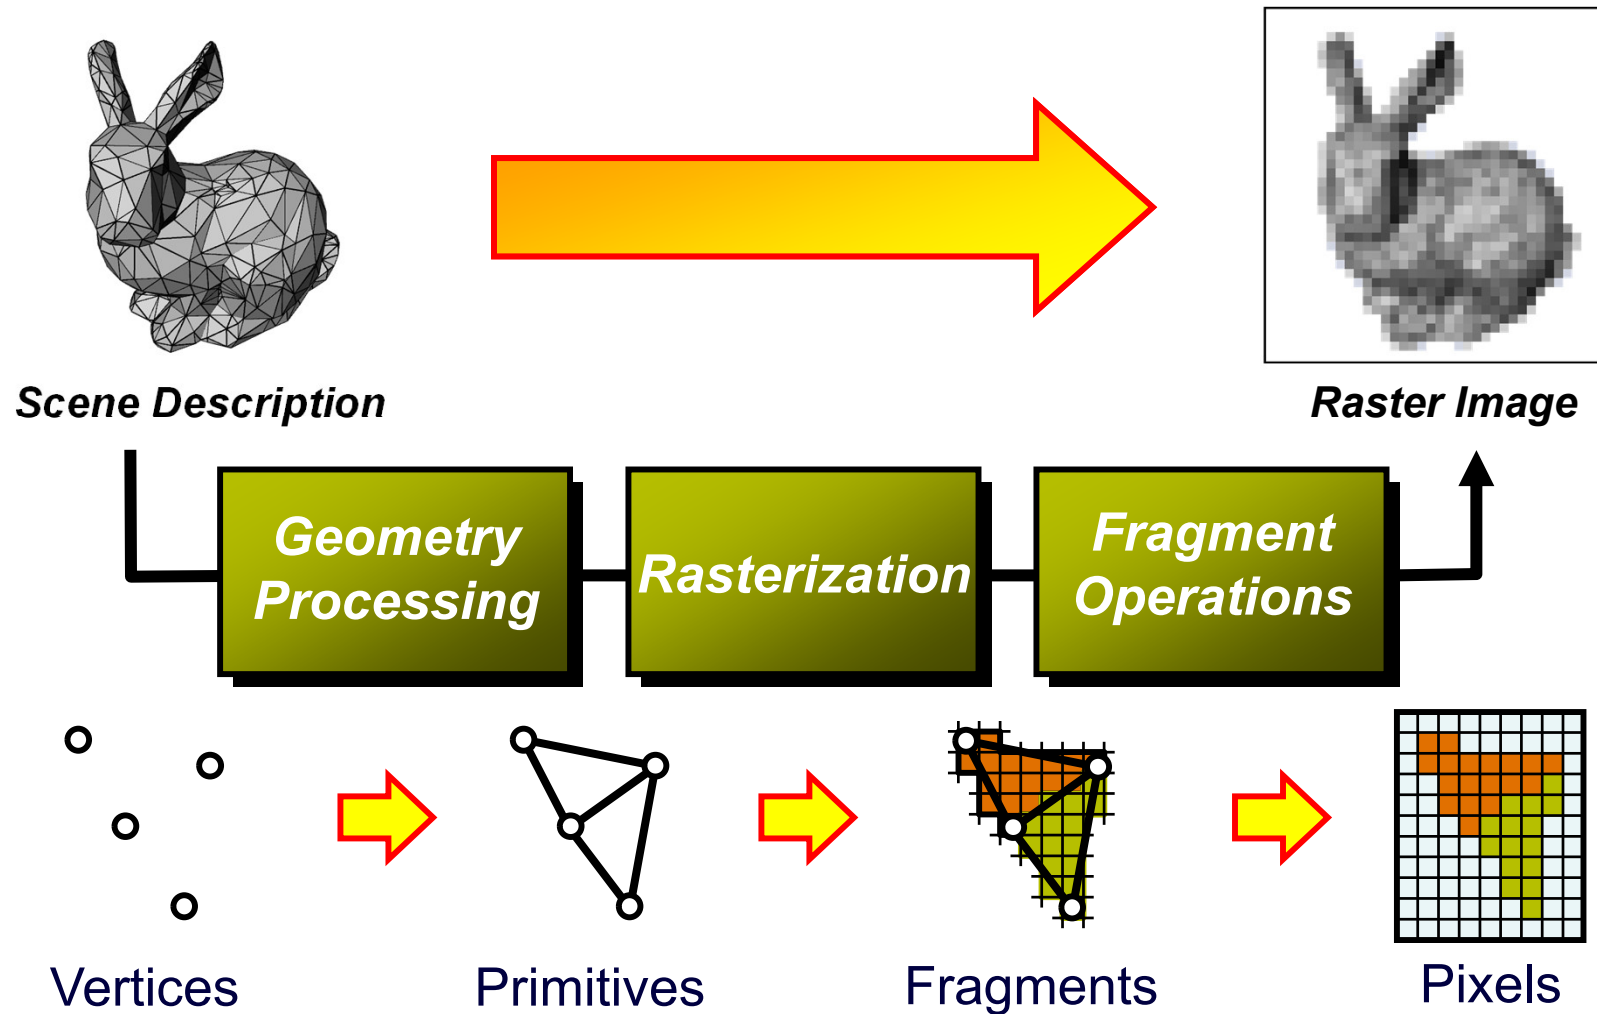 Scene Description
Raster Image
Geometry
Processing
Rasterization
Fragment
Operations
Vertices
Primitives
Fragments
Pixels